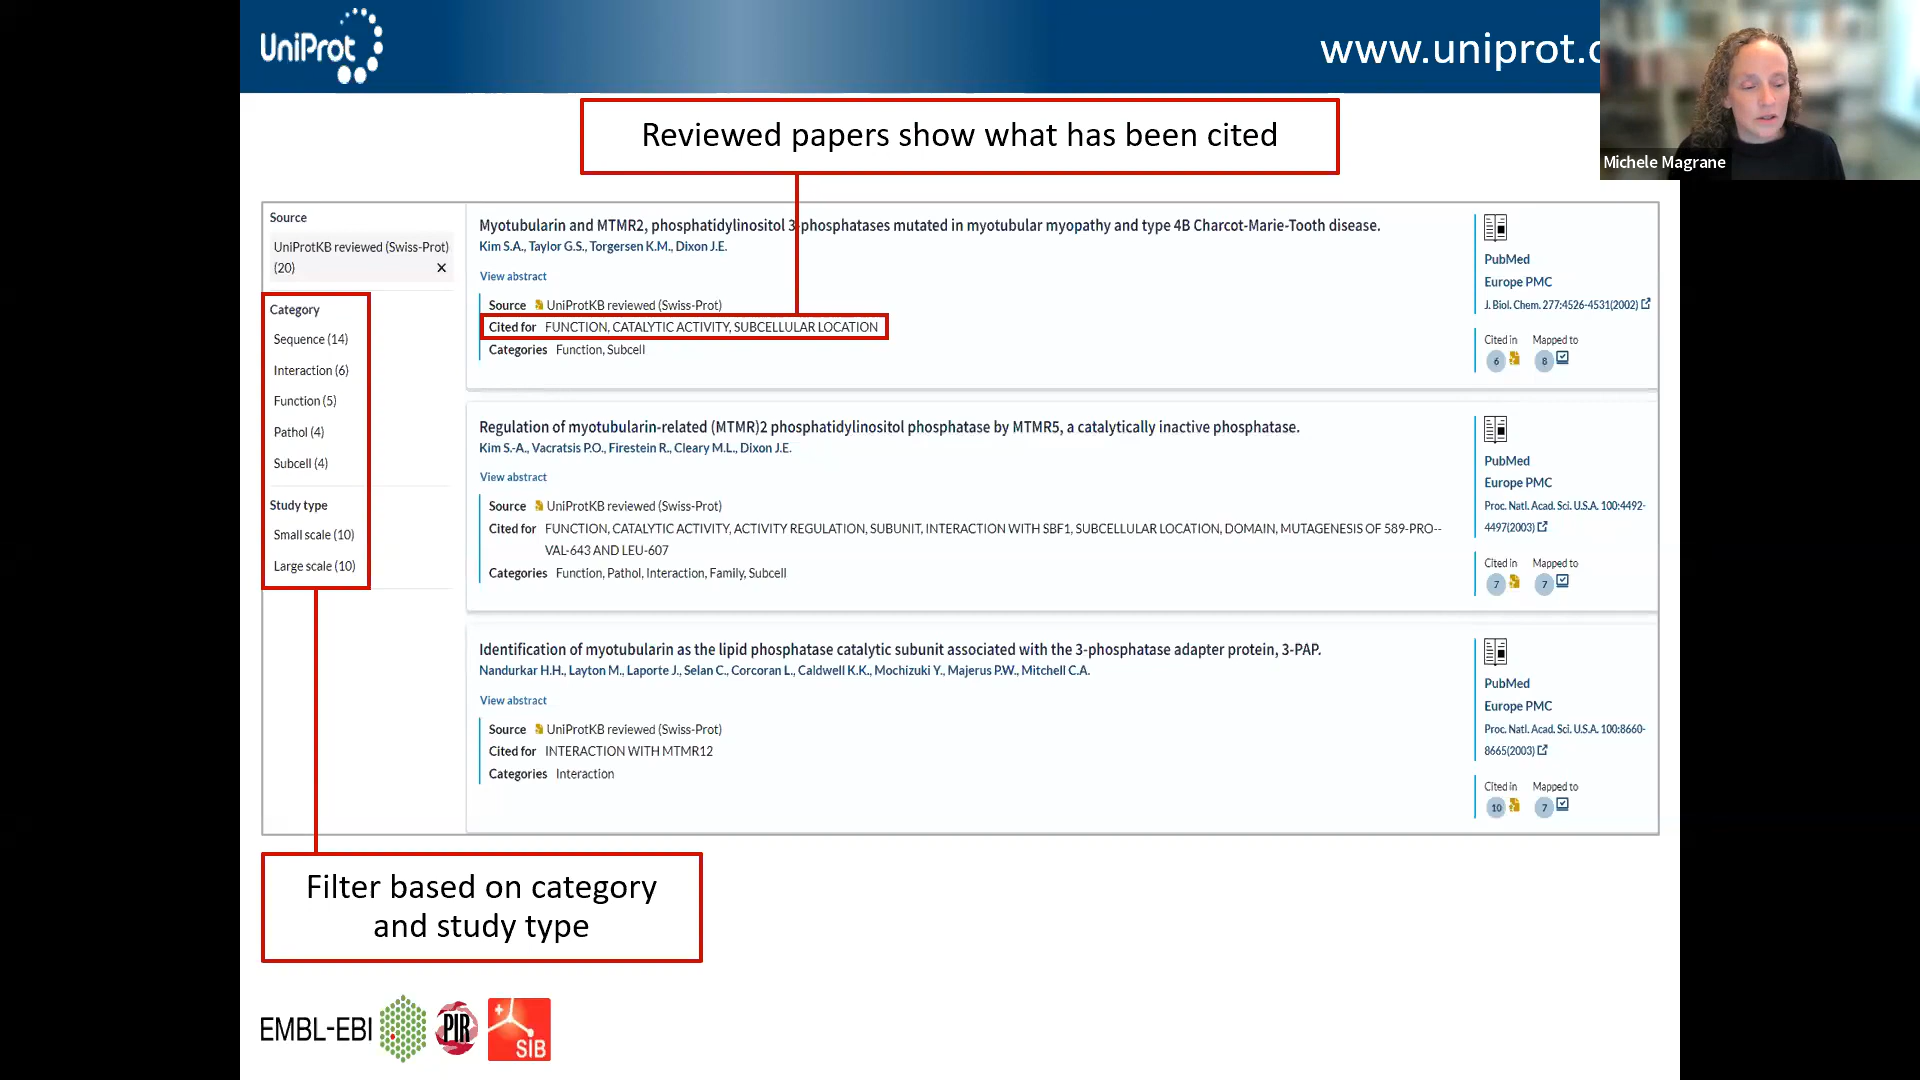 UniProt
www.uniprot.
Michele Magrane
Reviewed papers show what has been cited
Source
UniProtKB reviewed (Swiss-Prot)
(20)
Category
Sequence (14)
Interaction (6)
Function (5)
Pathol (4)
Subcell (4)
Study type
Small scale (10)
Large scale (10)
Myotubularin and MTMR2, phosphatidylinositol 3-phosphatases mutated in myotubular myopathy and type 4B Charcot-Marie-Tooth disease.
Kim S.A., Taylor G.S., Torgersen K.M., Dixon J.E.
View abstract
Source UniProtKB reviewed (Swiss-Prot)
Cited for FUNCTION, CATALYTIC ACTIVITY, SUBCELLULAR LOCATION
Categories Function, Subcell
PubMed
Europe PMC
J. Biol. Chem. 277:4526-4531(2002)
Cited in Mapped to
6 8
Regulation of myotubularin-related (MTMR)2 phosphatidylinositol phosphatase by MTMR5, a catalytically inactive phosphatase.
Kim S.-A., Vacratsis P.O., Firestein R., Cleary M.L., Dixon J.E.
View abstract
Source UniProtKB reviewed (Swiss-Prot)
Cited for FUNCTION, CATALYTIC ACTIVITY, ACTIVITY REGULATION, SUBUNIT, INTERACTION WITH SBF1, SUBCELLULAR LOCATION, DOMAIN, MUTAGENESIS OF 589-PRO--
VAL-643 AND LEU-607
Categories Function, Pathol, Interaction, Family, Subcell
PubMed
Europe PMC
Proc. Natl. Acad. Sci. U.S.A. 100:4492-
4497(2003)
Cited in Mapped to
7 7
Identification of myotubularin as the lipid phosphatase catalytic subunit associated with the 3-phosphatase adapter protein, 3-PAP.
Nandurkar H.H., Layton M., Laporte J., Selan C., Corcoran L., Caldwell K.K., Mochizuki Y., Majerus P.W., Mitchell C.A.
View abstract
Source UniProtKB reviewed (Swiss-Prot)
Cited for INTERACTION WITH MTMR12
Categories Interaction
PubMed
Europe PMC
Proc. Natl. Acad. Sci. U.S.A. 100:8660-
8665(2003)
Cited in Mapped to
10 7
Filter based on category
and study type
EMBL-EBI
PIR
SIB